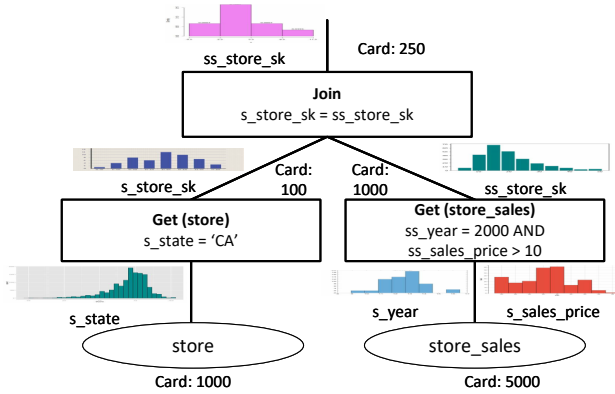 ss_store_sk
Card: 250
Join
s_store_sk = ss_store_sk
s_store_sk
Card:
100
Card:
1000
ss_store_sk
Get (store)
s_state = ‘CA’
Get (store_sales)
ss_year = 2000 AND
ss_sales_price > 10
s_state
s_year
s_sales_price
store
store_sales
Card: 1000
Card: 5000